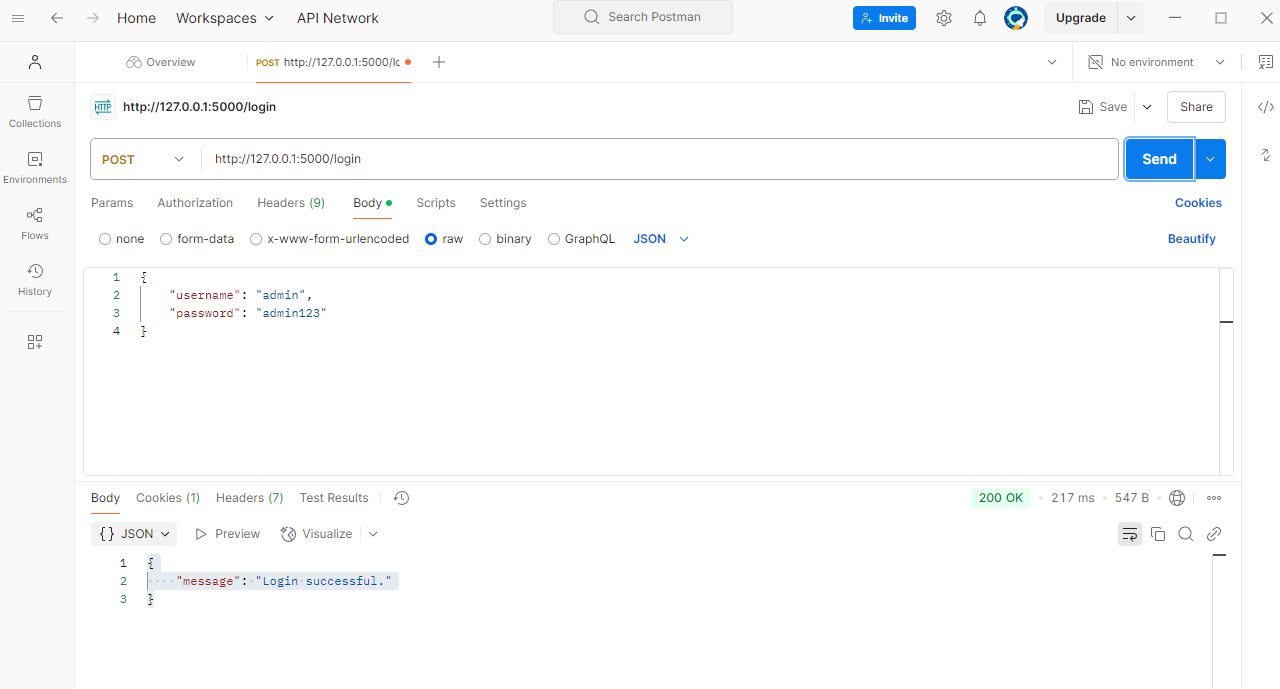 Home Workspaces API Network Search Postman Invite Upgrade
Overview POST http://127.0.0.1:5000/lo No environment
HTTP http://127.0.0.1:5000/login Save Share
Collections
Environments
Flows
History
POST http://127.0.0.1:5000/login Send
Params Authorization Headers (9) Body Scripts Settings Cookies
none form-data x-www-form-urlencoded raw binary GraphQL JSON Beautify
1 {
2 "username": "admin",
3 "password": "admin123"
4 }
Body Cookies (1) Headers (7) Test Results 200 OK • 217 ms • 547 B •
{} JSON Preview Visualize
1 {
2 ····"message":·"Login·successful."
3 }